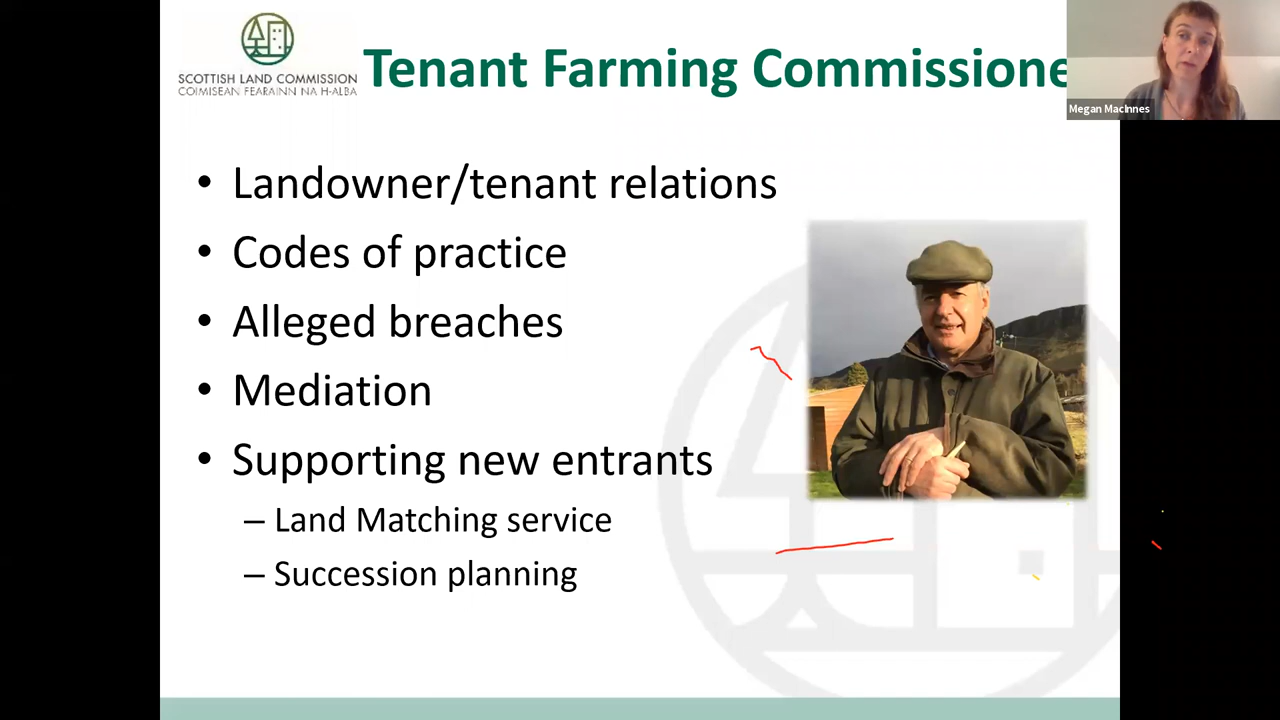 SCOTTISH LAND COMMISSION
COIMISEAN FEARAINN NA H-ALBA
Tenant Farming Commissione
Megan MacInnes
• Landowner/tenant relations
• Codes of practice
• Alleged breaches
• Mediation
• Supporting new entrants
– Land Matching service
– Succession planning